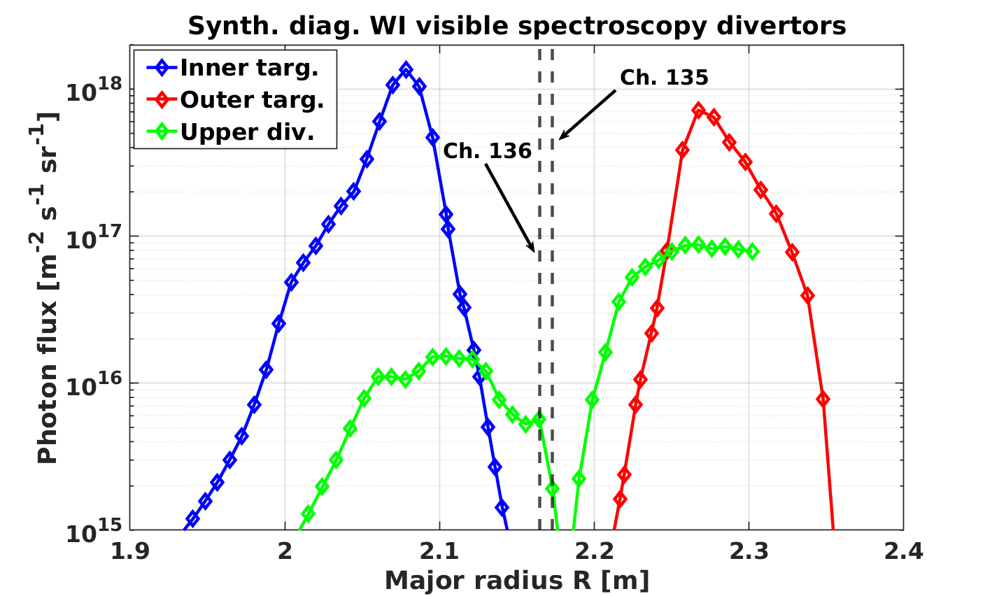 Synth. diag. WI visible spectroscopy divertors
Inner targ.
Outer targ.
Upper div.
Ch. 135
Ch. 136
10^18
10^17
10^16
10^15
Photon flux [m^-2 s^-1 sr^-1]
1.9 2 2.1 2.2 2.3 2.4
Major radius R [m]